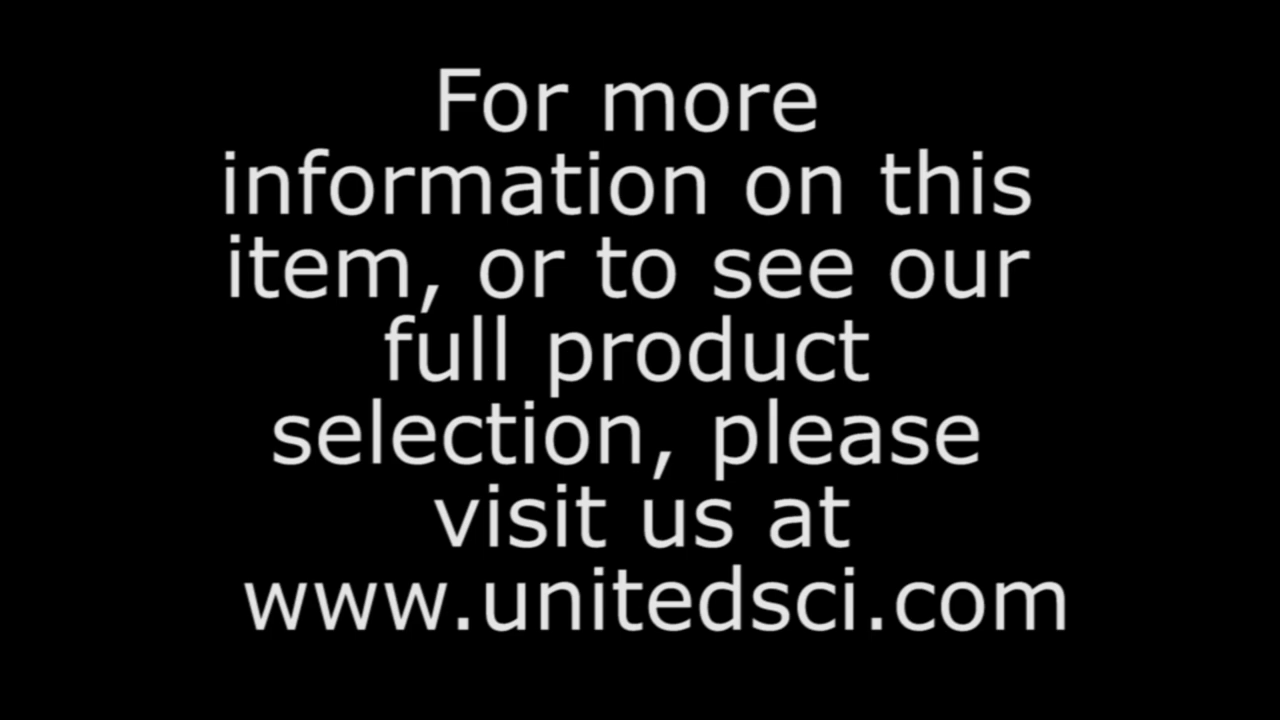 For more
information on this
item, or to see our
full product
selection, please
visit us at
www.unitedsci.com